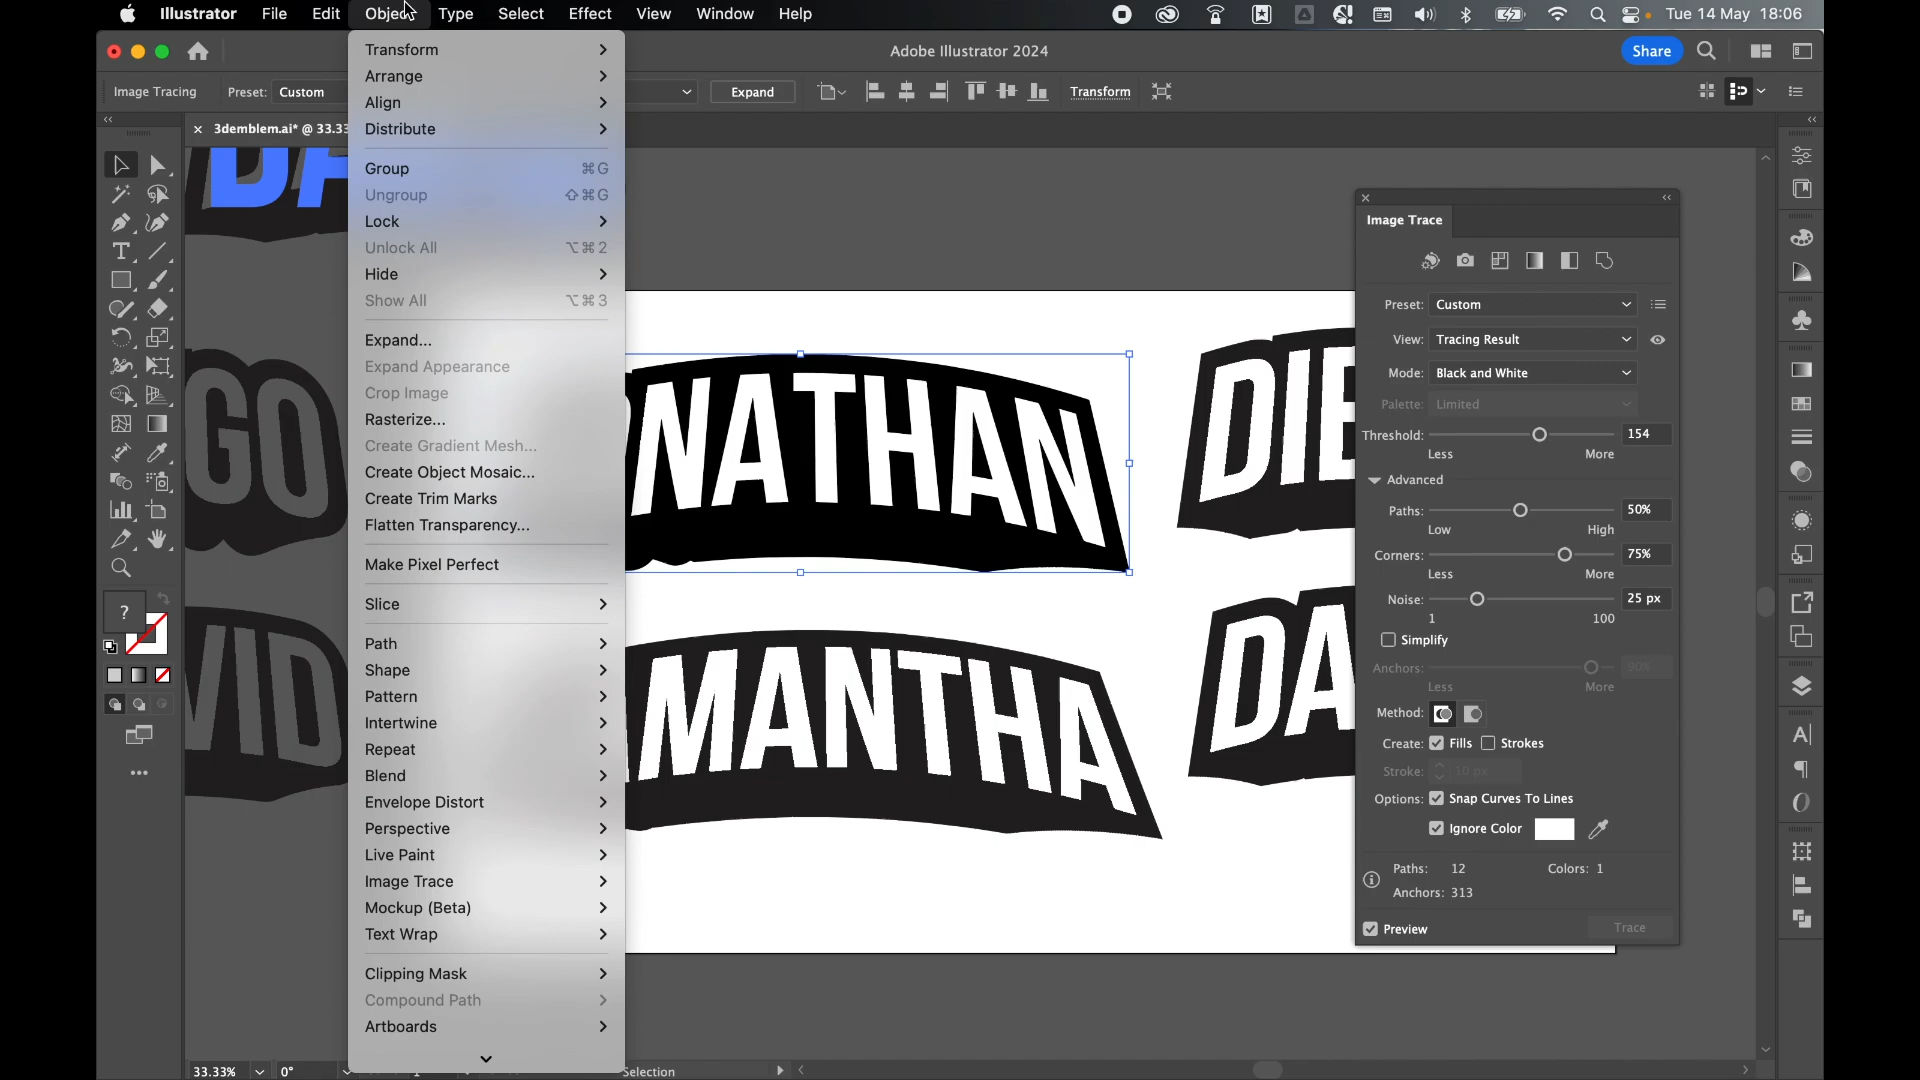 Illustrator File Edit Object Type Select Effect View Window Help Tue 14 May 18:06
Adobe Illustrator 2024 Share
Image Tracing Preset: Custom Expand Transform
3demblem.ai* @ 33.33
Transform
Arrange
Align
Distribute
Group ⌘G
Ungroup ⇧⌘G
Lock
Unlock All ⌥⌘2
Hide
Show All ⌥⌘3
Expand...
Expand Appearance
Crop Image
Rasterize...
Create Gradient Mesh...
Create Object Mosaic...
Create Trim Marks
Flatten Transparency...
Make Pixel Perfect
Slice
Path
Shape
Pattern
Intertwine
Repeat
Blend
Envelope Distort
Perspective
Live Paint
Image Trace
Mockup (Beta)
Text Wrap
Clipping Mask
Compound Path
Artboards
DA
GO
VID
NATHAN
MANTHA
DIE
DA
Image Trace
Preset: Custom
View: Tracing Result
Mode: Black and White
Palette: Limited
Threshold: 154
Less More
Advanced
Paths: 50%
Low High
Corners: 75%
Less More
Noise: 25 px
1 100
Simplify
Anchors: 90%
Less More
Method:
Create: Fills Strokes
Stroke: 10 px
Options: Snap Curves To Lines
Ignore Color
Paths: 12 Colors: 1
Anchors: 313
Preview Trace
33.33% 0° Selection